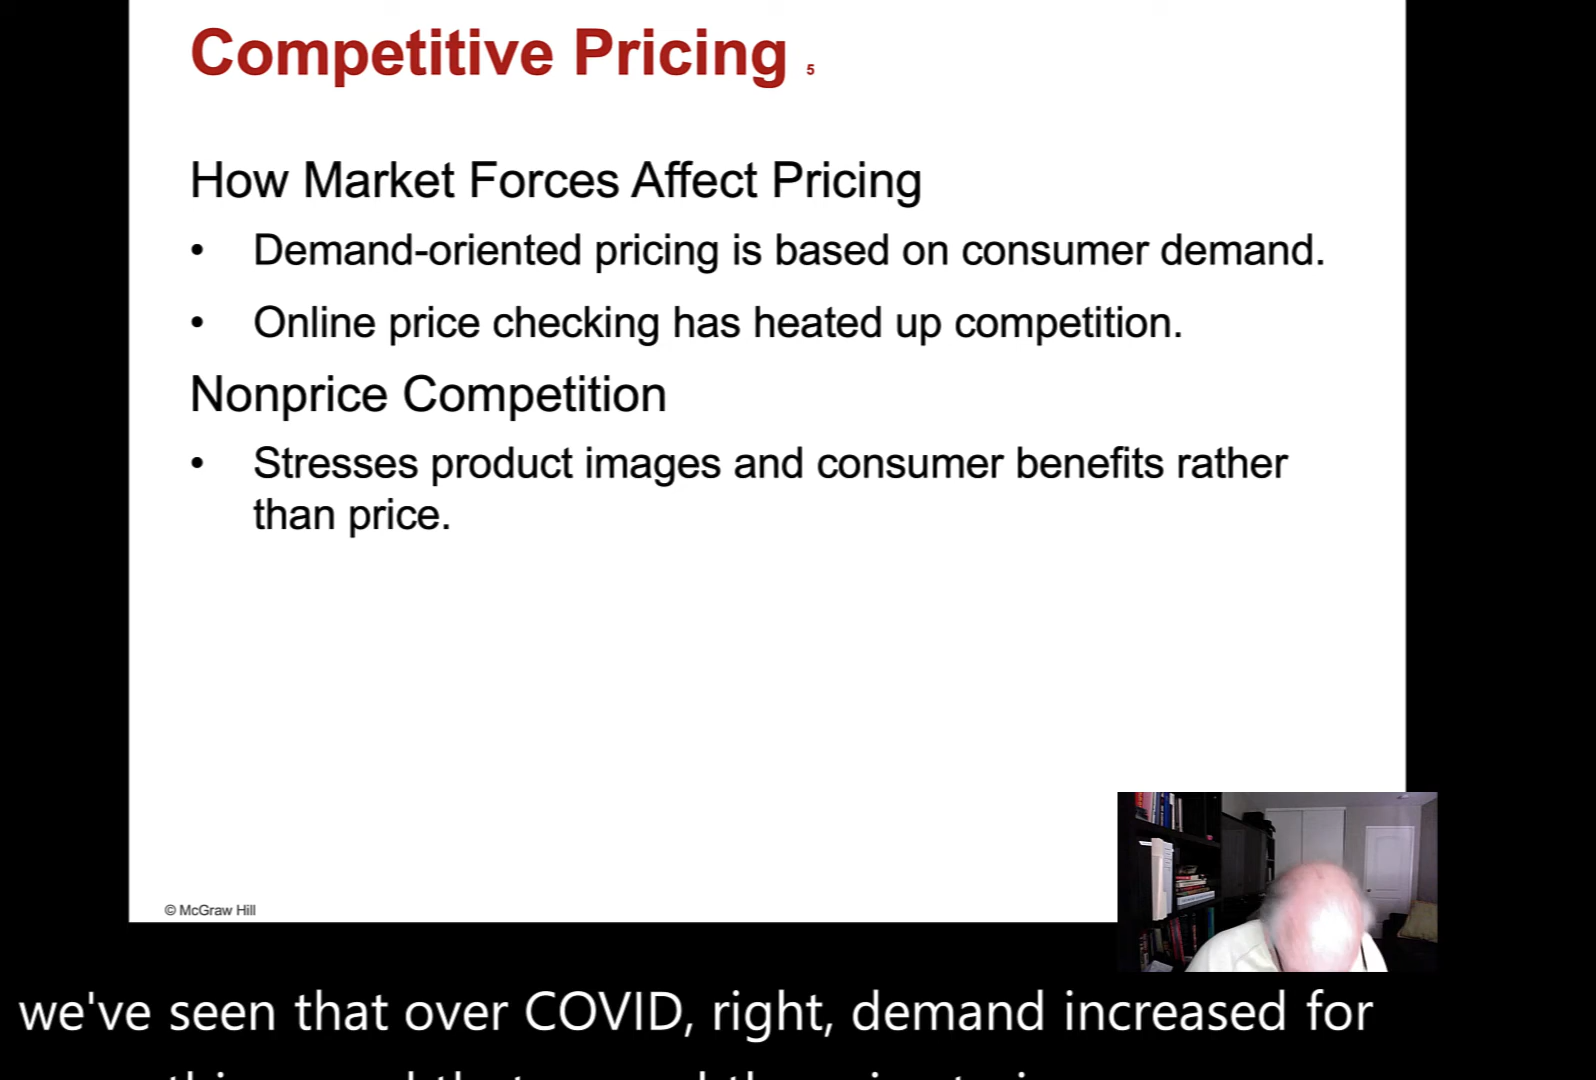 Competitive Pricing 5
How Market Forces Affect Pricing
• Demand-oriented pricing is based on consumer demand.
• Online price checking has heated up competition.
Nonprice Competition
• Stresses product images and consumer benefits rather
than price.
© McGraw Hill
we've seen that over COVID, right, demand increased for